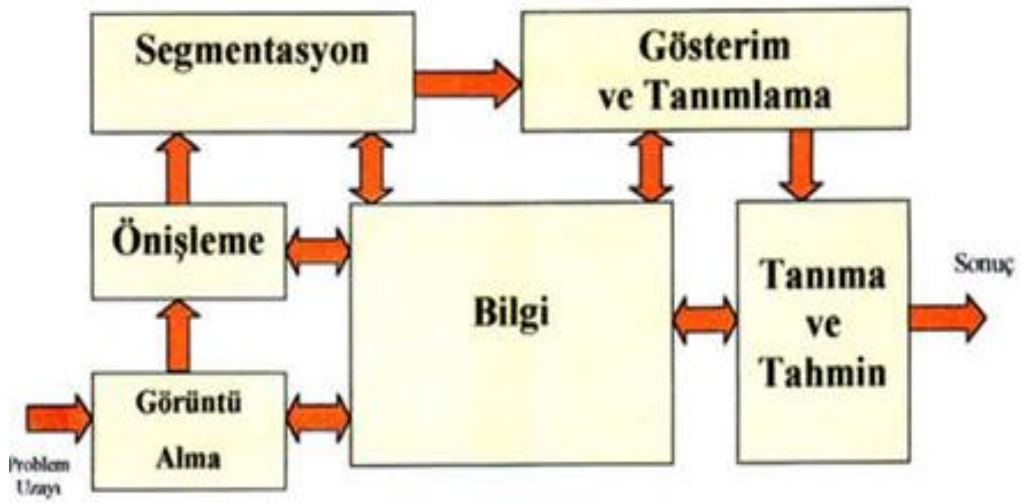 Segmentasyon
Gösterim
ve Tanımlama
Önişleme
Bilgi
Tanıma
ve
Tahmin
Sonuç
Görüntü
Alma
Problem
Uzayı